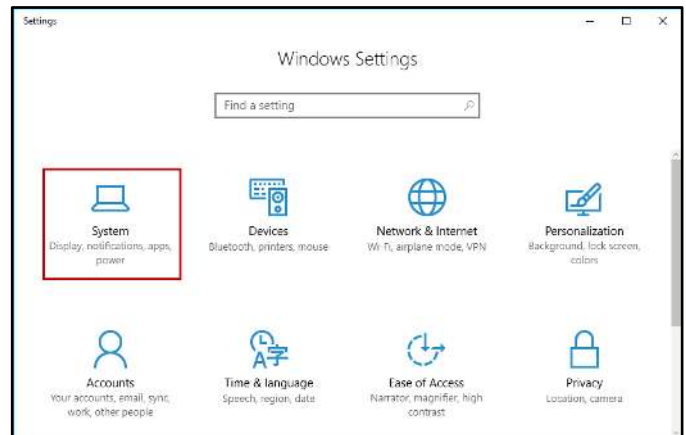 Settings
Windows Settings
Find a setting
System
Display, notifications, apps,
power
Devices
Bluetooth, printers, mouse
Network & Internet
Wi-Fi, airplane mode, VPN
Personalization
Background, lock screen,
colors
Accounts
Your accounts, email, sync,
work, other people
A字
Time & language
Speech, region, date
Ease of Access
Narrator, magnifier, high
contrast
Privacy
Location, camera